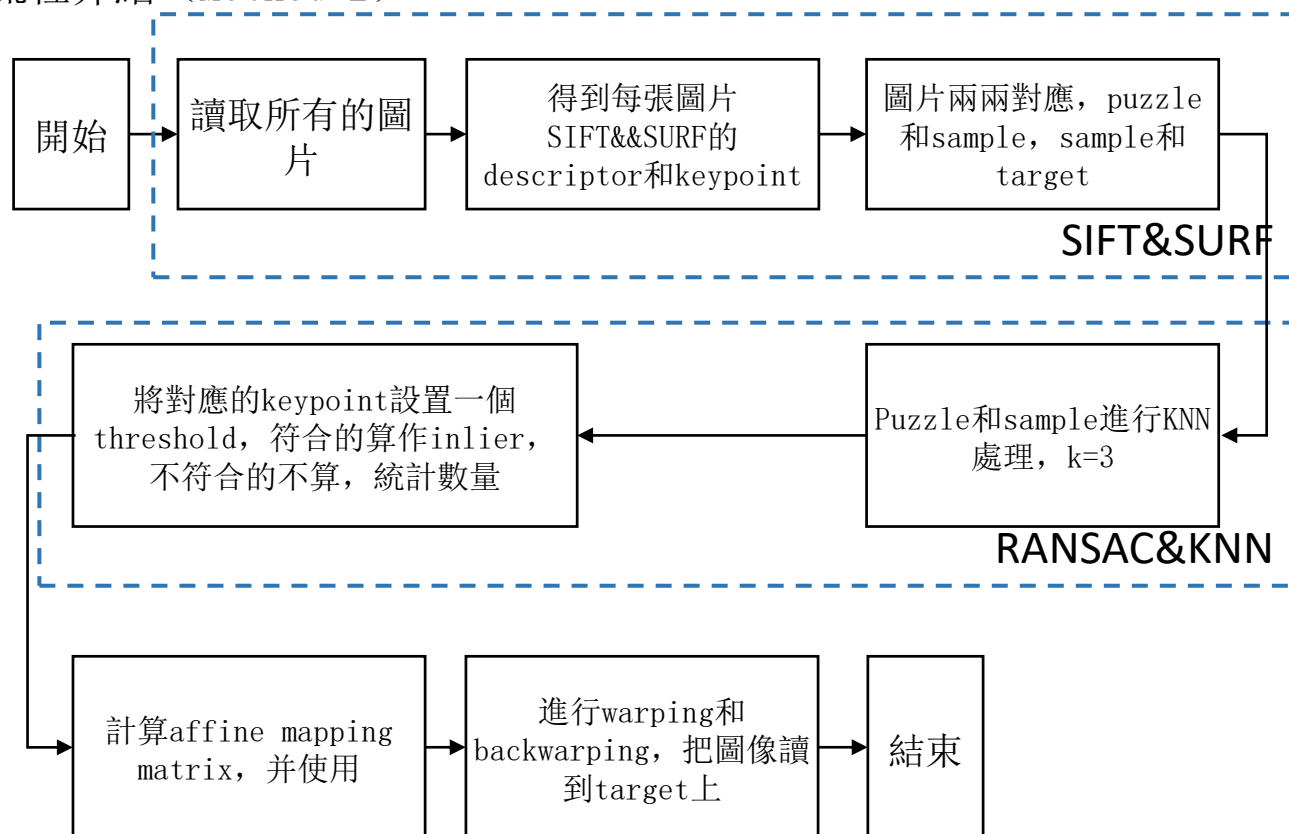 開始
讀取所有的圖
片
得到每張圖片
SIFT&&SURF的
descriptor和keypoint
圖片兩兩對應，puzzle
和sample，sample和
target
SIFT&SURF
將對應的keypoint設置一個
threshold，符合的算作inlier，
不符合的不算，統計數量
Puzzle和sample進行KNN
處理，k=3
RANSAC&KNN
計算affine mapping
matrix，并使用
進行warping和
backwarping，把圖像讀
到target上
結束